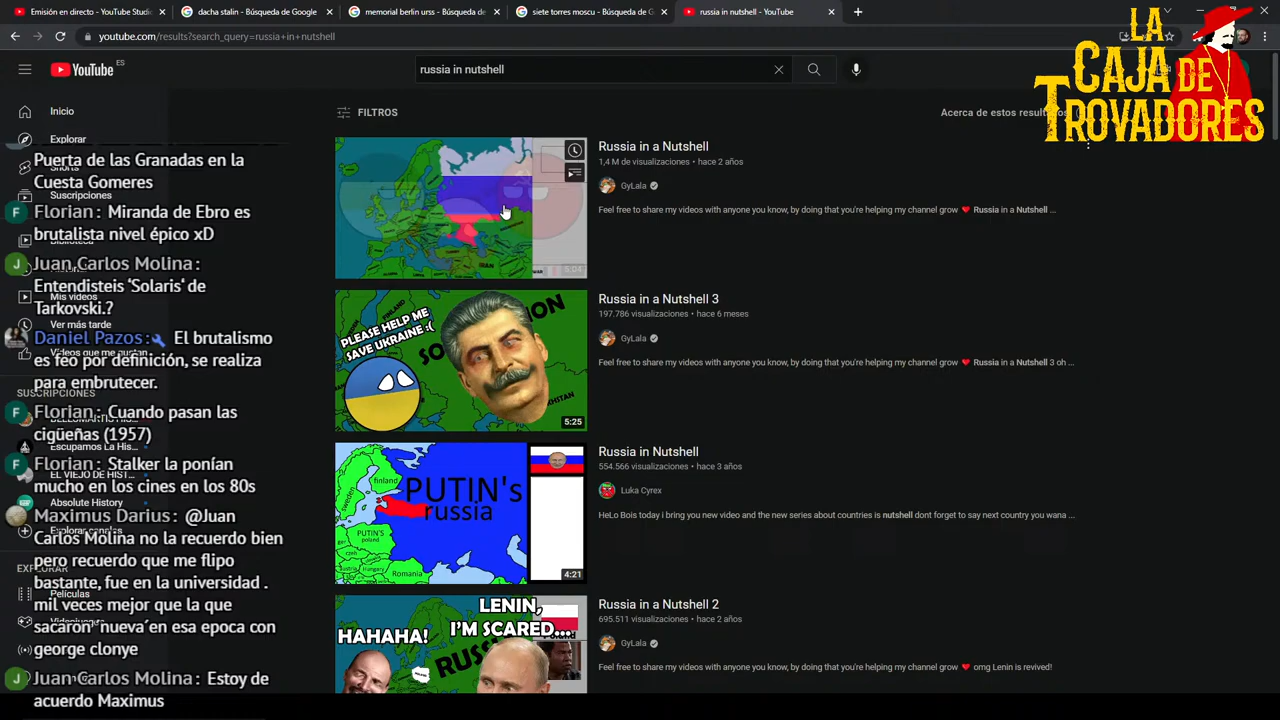 Emisión en directo - YouTube Studi
dacha stalin - Búsqueda de Google
memorial berlin urss - Búsqueda de
siete torres moscu - Búsqueda de G
russia in nutshell - YouTube
youtube.com/results?search_query=russia+in+nutshell
YouTube ES
russia in nutshell
LA
CAJA DE
TROVADORES
Inicio
Explorar
Shorts
Suscripciones
Biblioteca
Mis vídeos
Ver más tarde
Vídeos que me gustan
SUSCRIPCIONES
BELLUMARTIS HIS...
Escupamos La His...
EL VIEJO DE HIST...
Absolute History
EXPLORAR
Películas
Videojuegos
Puerta de las Granadas en la
Cuesta Gomeres
Florian: Miranda de Ebro es
brutalista nivel épico xD
Juan Carlos Molina:
Entendisteis 'Solaris' de
Tarkovski.?
Daniel Pazos: El brutalismo
es feo por definición, se realiza
para embrutecer.
Florian: Cuando pasan las
cigüeñas (1957)
Florian: Stalker la ponían
mucho en los cines en los 80s
Maximus Darius: @Juan
Carlos Molina no la recuerdo bien
pero recuerdo que me flipo
bastante, fue en la universidad .
mil veces mejor que la que
sacaron ¨nuva¨en esa epoca con
george clonye
Juan Carlos Molina: Estoy de
acuerdo Maximus
FILTROS
Acerca de estos
5:04
Russia in a Nutshell
1,4 M de visualizaciones • hace 2 años
GyLala
Feel free to share my videos with anyone you know, by doing that you're helping my channel grow ❤ Russia in a Nutshell ...
PLEASE HELP ME
SAVE UKRAINE :(
5:25
Russia in a Nutshell 3
197.786 visualizaciones • hace 6 meses
GyLala
Feel free to share my videos with anyone you know, by doing that you're helping my channel grow ❤ Russia in a Nutshell 3 oh ...
sweden
finland
PUTIN's
russia
PUTIN'S
poland
Romania
4:21
Russia in Nutshell
554.566 visualizaciones • hace 3 años
Luka Cyrex
HeLo Bois today i bring you new video and the new series about countries is nutshell dont forget to say next country you wana ...
HAHAHA!
LENIN,
I'M SCARED...
Russia in a Nutshell 2
695.511 visualizaciones • hace 2 años
GyLala
Feel free to share my videos with anyone you know, by doing that you're helping my channel grow ❤ omg Lenin is revived!